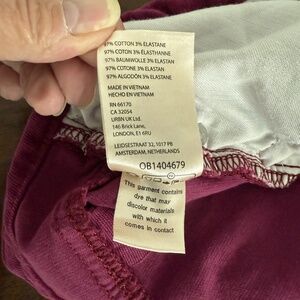 97% COTTON 3% ELASTANE
97% COTON 3% ELASTHANNE
97% BAUMWOLLE 3% ELASTAN
97% COTONE 3% ELASTAN
97% ALGODÓN 3% ELASTANO
MADE IN VIETNAM
HECHO EN VIETNAM
RN 66170
CA 32054
URBN UK Ltd.
146 Brick Lane,
LONDON, E1 6RU
LEIDSESTRAAT 32, 1017 PB
AMSTERDAM, NETHERLANDS
OB1404679
This garment contains
dye that may
discolor materials
with which it
comes in contact